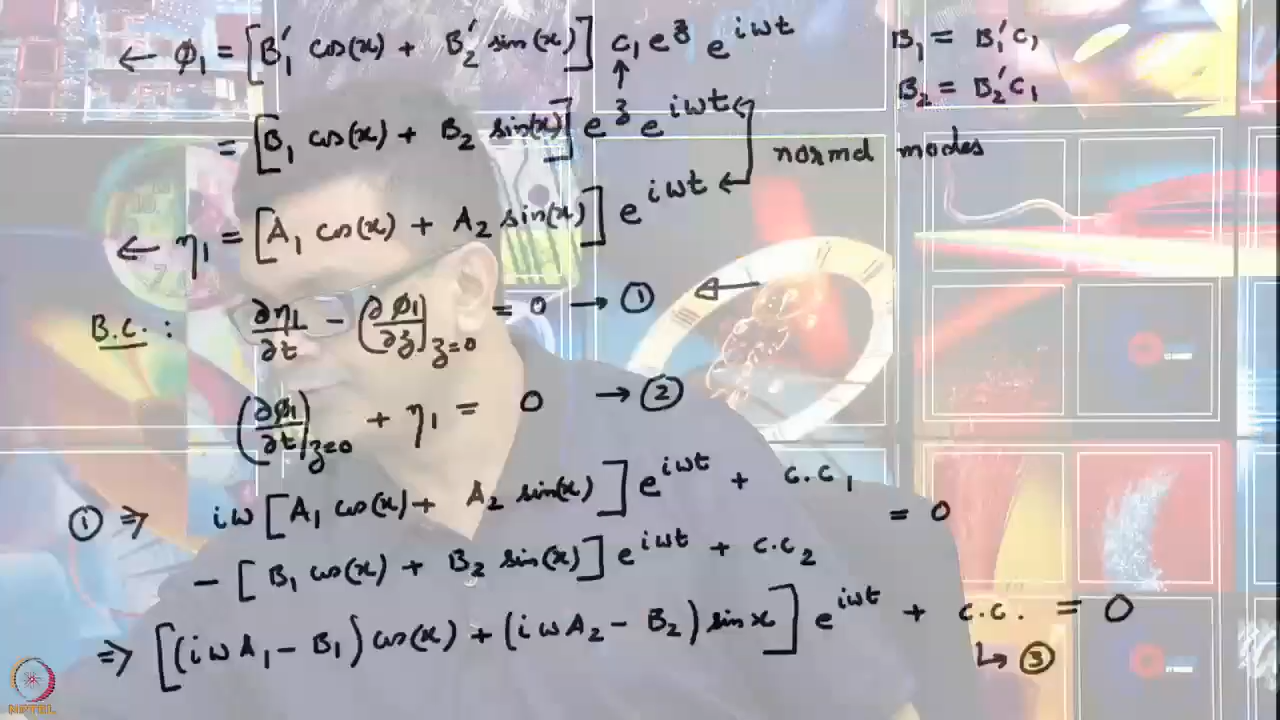 ← φ₁ = [B₁' cos(x) + B₂' sin(x)] c₁ e^z e^{iωt}
B₁ = B₁'c₁
B₂ = B₂'c₁
= [B₁ cos(x) + B₂ sin(x)] e^z e^{iωt}
normal modes
← η₁ = [A₁ cos(x) + A₂ sin(x)] e^{iωt}
B.C. : ∂η₁/∂t − (∂φ₁/∂z)_{z=0} = 0 → ①
(∂φ₁/∂t)_{z=0} + η₁ = 0 → ②
① ⇒ iω [A₁ cos(x) + A₂ sin(x)] e^{iωt} + c.c₁
− [B₁ cos(x) + B₂ sin(x)] e^{iωt} + c.c₂ = 0
⇒ [(iωA₁ − B₁) cos(x) + (iωA₂ − B₂) sin x] e^{iωt} + c.c. = 0
↳ ③
NPTEL